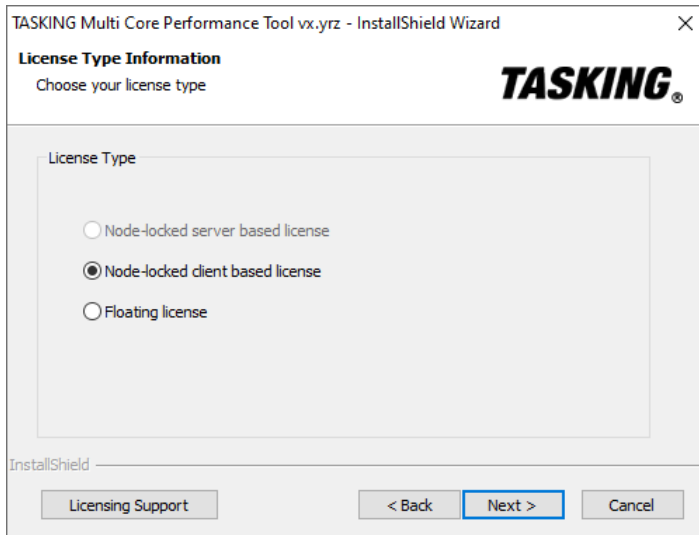 TASKING Multi Core Performance Tool vx.yrz - InstallShield Wizard
License Type Information
Choose your license type
TASKING®
License Type
Node-locked server based license
Node-locked client based license
Floating license
InstallShield
Licensing Support
< Back
Next >
Cancel